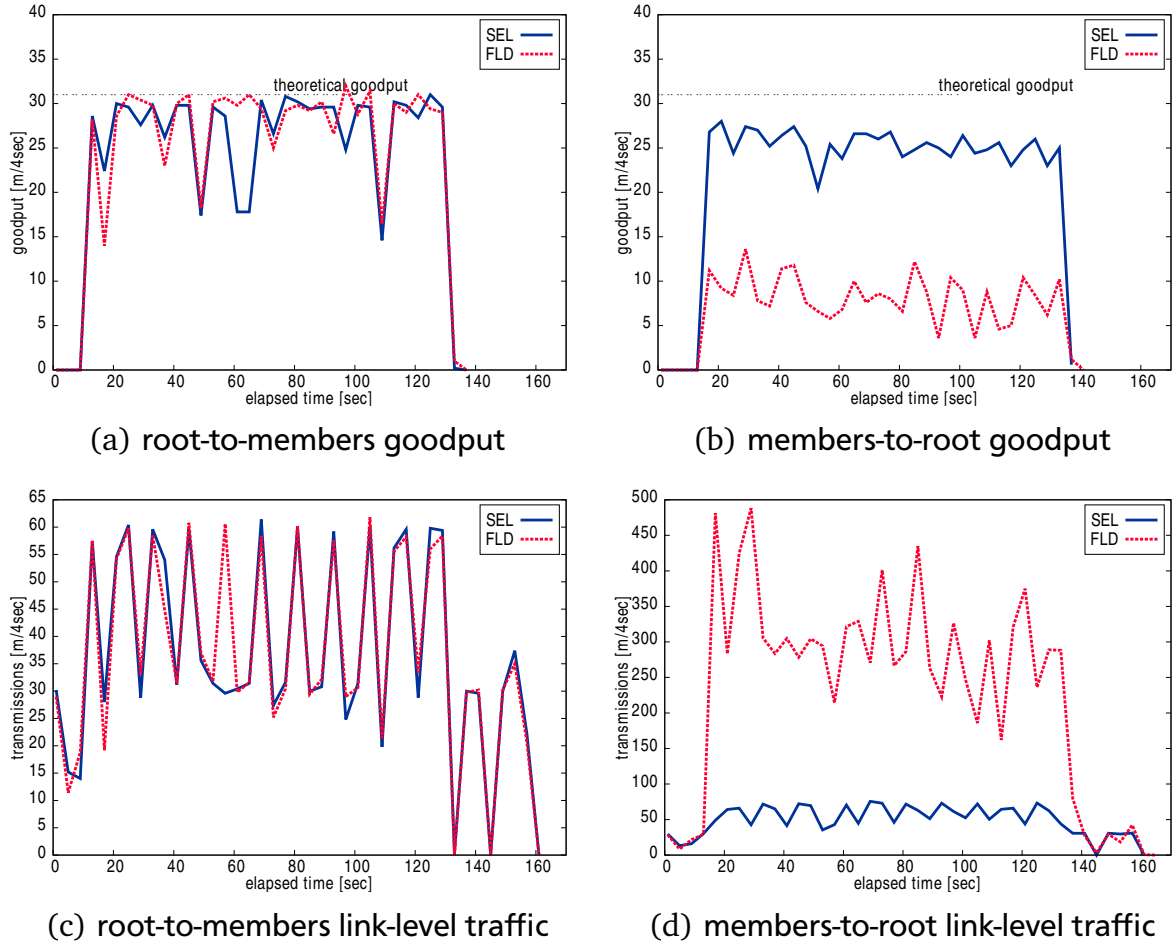 40
35
30
25
20
15
10
5
0
goodput [m/4sec]
theoretical goodput
SEL
FLD
0 20 40 60 80 100 120 140 160
elapsed time [sec]
(a) root-to-members goodput
40
35
30
25
20
15
10
5
0
goodput [m/4sec]
theoretical goodput
SEL
FLD
0 20 40 60 80 100 120 140 160
elapsed time [sec]
(b) members-to-root goodput
65
60
55
50
45
40
35
30
25
20
15
10
5
0
transmissions [m/4sec]
SEL
FLD
0 20 40 60 80 100 120 140 160
elapsed time [sec]
(c) root-to-members link-level traffic
500
450
400
350
300
250
200
150
100
50
0
transmissions [m/4sec]
SEL
FLD
0 20 40 60 80 100 120 140 160
elapsed time [sec]
(d) members-to-root link-level traffic